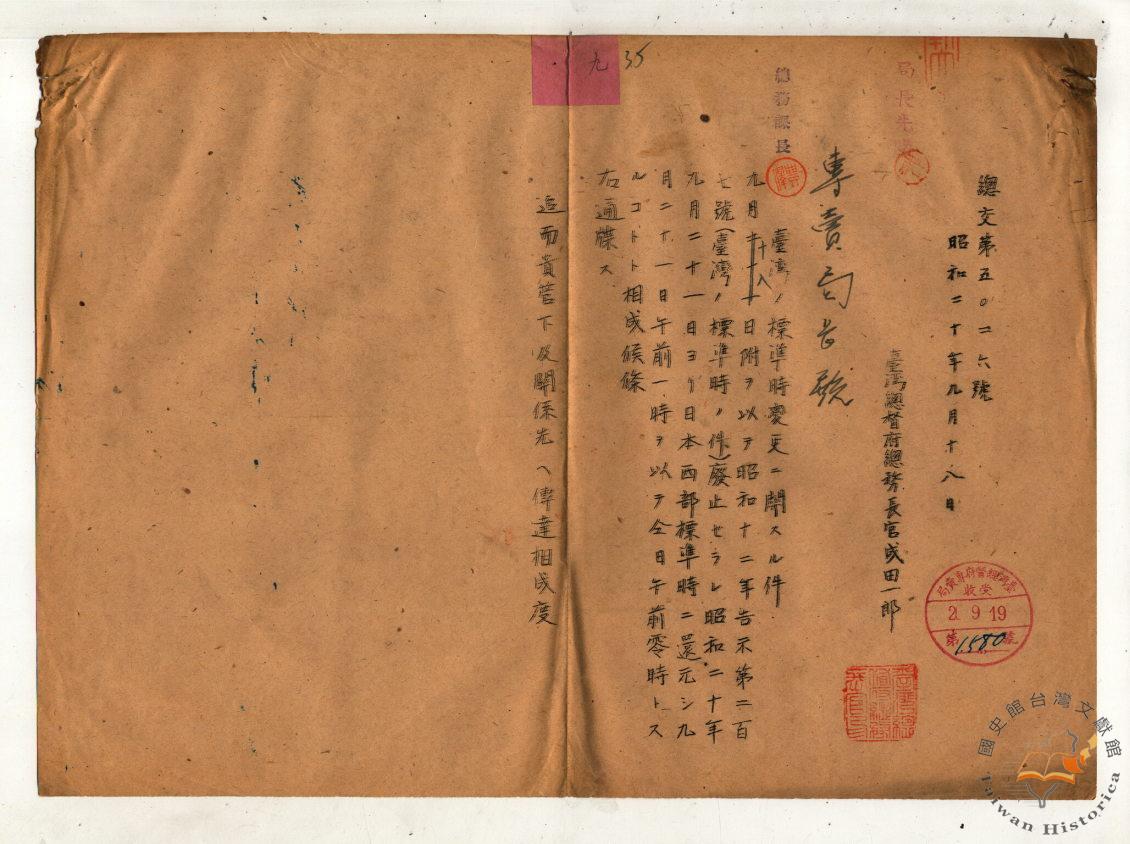 總交第五〇二六號
昭和二十年九月十八日
臺灣總督府總務長官成田一郎
專賣局長
臺灣ノ標準時變更ニ關スル件
九月十八日附ヲ以テ昭和十二年告示第二百
七號(臺灣ノ標準時ノ件)廢止セラレ昭和二十年
九月二十一日ヨリ日本西部標準時ニ還元シ九
月二十一日午前一時ヲ以テ仝日午前零時トス
ルコトト相成候條
右通牒ス
追而貴管下及關係先ヘ傳達相成度
局長
總務課長
九
35
臺灣總督府專賣局
收受
2.9.19
第1580號
國史館台灣文獻館
Taiwan Historica